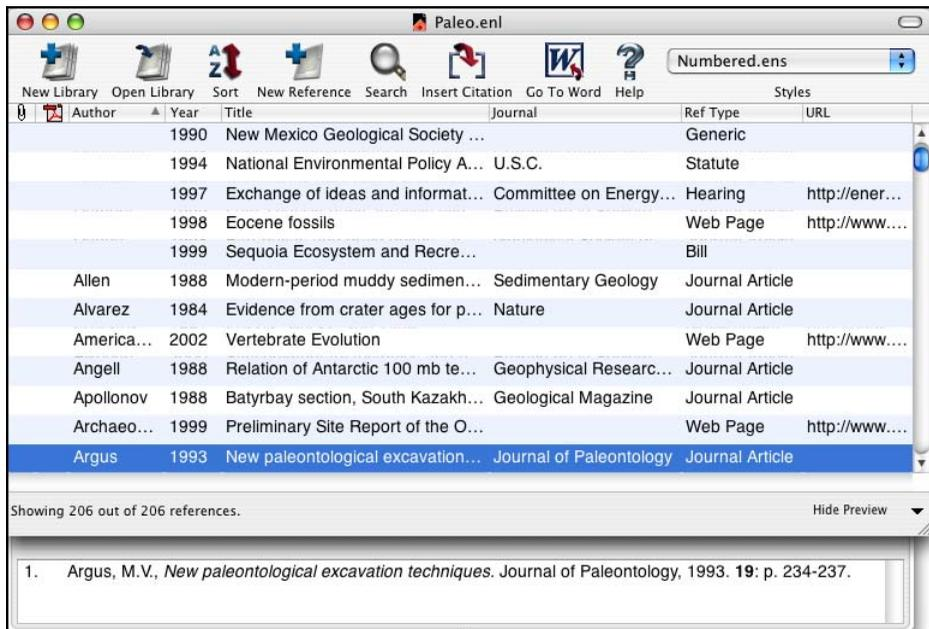 Paleo.enl
New Library Open Library Sort New Reference Search Insert Citation Go To Word Help Numbered.ens Styles
Author Year Title Journal Ref Type URL
1990 New Mexico Geological Society ... Generic
1994 National Environmental Policy A... U.S.C. Statute
1997 Exchange of ideas and informat... Committee on Energy... Hearing http://ener...
1998 Eocene fossils Web Page http://www....
1999 Sequoia Ecosystem and Recre... Bill
Allen 1988 Modern-period muddy sedimen... Sedimentary Geology Journal Article
Alvarez 1984 Evidence from crater ages for p... Nature Journal Article
America... 2002 Vertebrate Evolution Web Page http://www....
Angell 1988 Relation of Antarctic 100 mb te... Geophysical Researc... Journal Article
Apollonov 1988 Batyrbay section, South Kazakh... Geological Magazine Journal Article
Archaeo... 1999 Preliminary Site Report of the O... Web Page http://www....
Argus 1993 New paleontological excavation... Journal of Paleontology Journal Article
Showing 206 out of 206 references. Hide Preview
1. Argus, M.V., New paleontological excavation techniques. Journal of Paleontology, 1993. 19: p. 234-237.